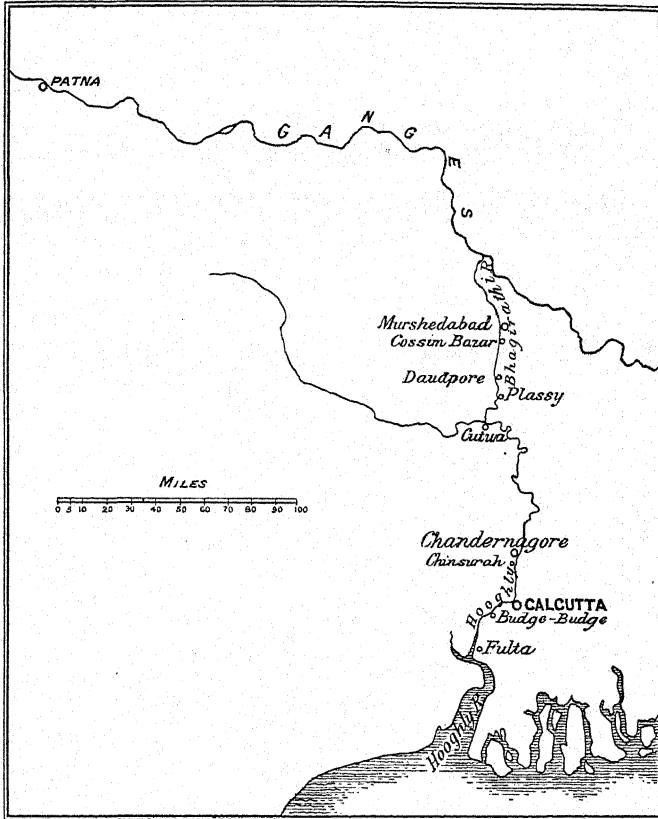 PATNA
GANGES
Bhagirathi R
Murshedabad
Cossim Bazar
Daudpore
Plassy
Cutwa
MILES
0 5 10 20 30 40 50 60 70 80 90 100
Chandernagore
Chinsurah
Hooghly
CALCUTTA
Budge-Budge
Fulta
Hooghly R.